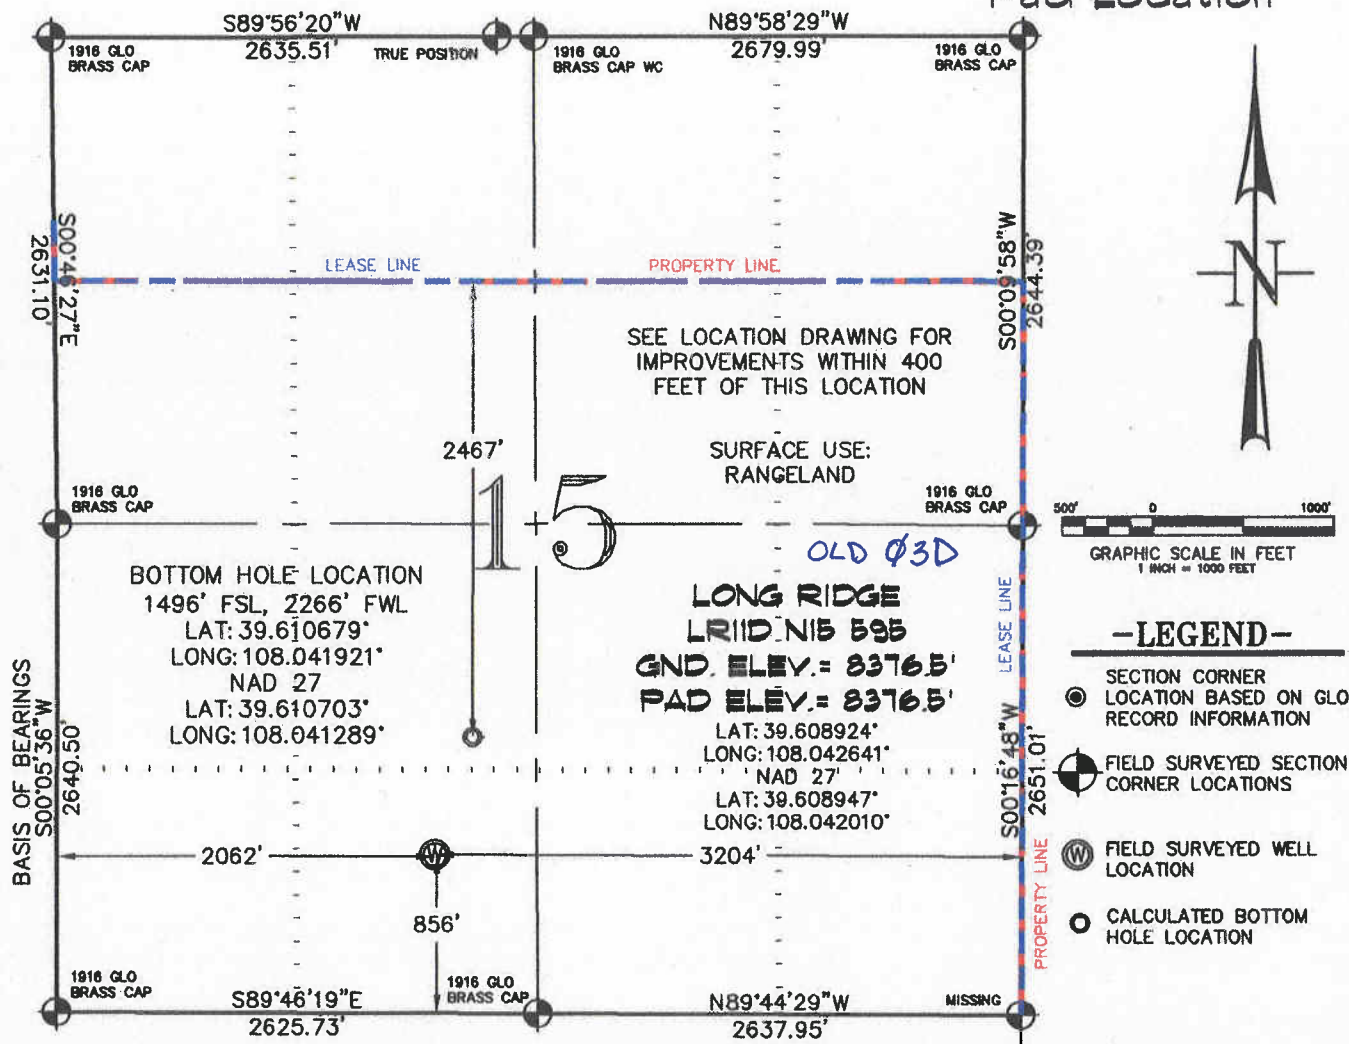 Pad Location
S89°56'20"W
2635.51'
N89°58'29"W
2679.99'
1916 GLO
BRASS CAP
TRUE POSITION
1916 GLO
BRASS CAP WC
1916 GLO
BRASS CAP
S00°46'27"E
2631.10'
LEASE LINE
PROPERTY LINE
S00°09'58"W
2644.39'
N
SEE LOCATION DRAWING FOR
IMPROVEMENTS WITHIN 400
FEET OF THIS LOCATION
2467'
SURFACE USE:
RANGELAND
15
1916 GLO
BRASS CAP
1916 GLO
BRASS CAP
500' 0 1000'
GRAPHIC SCALE IN FEET
1 INCH = 1000 FEET
OLD Ø3D
BOTTOM HOLE LOCATION
1496' FSL, 2266' FWL
LAT: 39.610679°
LONG: 108.041921°
NAD 27
LAT: 39.610703°
LONG: 108.041289°
LONG RIDGE
LR11D N15 595
GND. ELEV.= 8376.5'
PAD ELEV.= 8376.5'
LAT: 39.608924°
LONG: 108.042641°
NAD 27
LAT: 39.608947°
LONG: 108.042010°
LEASE LINE
S00°16'48"W
2651.01'
PROPERTY LINE
BASIS OF BEARINGS
S00°05'36"W
2640.50'
2062'
W
3204'
856'
1916 GLO
BRASS CAP
1916 GLO
BRASS CAP
MISSING
S89°46'19"E
2625.73'
N89°44'29"W
2637.95'
-LEGEND-
SECTION CORNER
LOCATION BASED ON GLO
RECORD INFORMATION
FIELD SURVEYED SECTION
CORNER LOCATIONS
W
FIELD SURVEYED WELL
LOCATION
CALCULATED BOTTOM
HOLE LOCATION